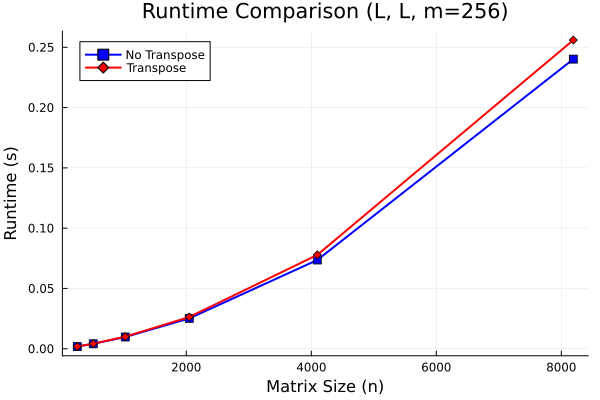 Runtime Comparison (L, L, m=256)
No Transpose
Transpose
Runtime (s)
0.25
0.20
0.15
0.10
0.05
0.00
2000 4000 6000 8000
Matrix Size (n)